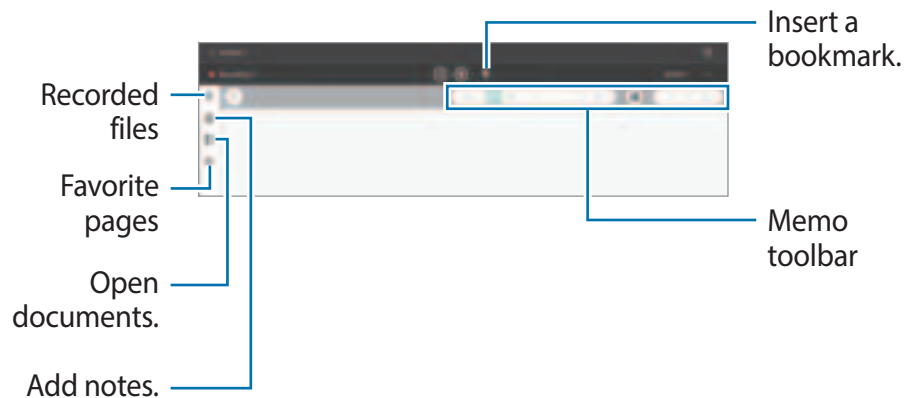 Insert a
bookmark.
Recorded
files
Favorite
pages
Memo
toolbar
Open
documents.
Add notes.